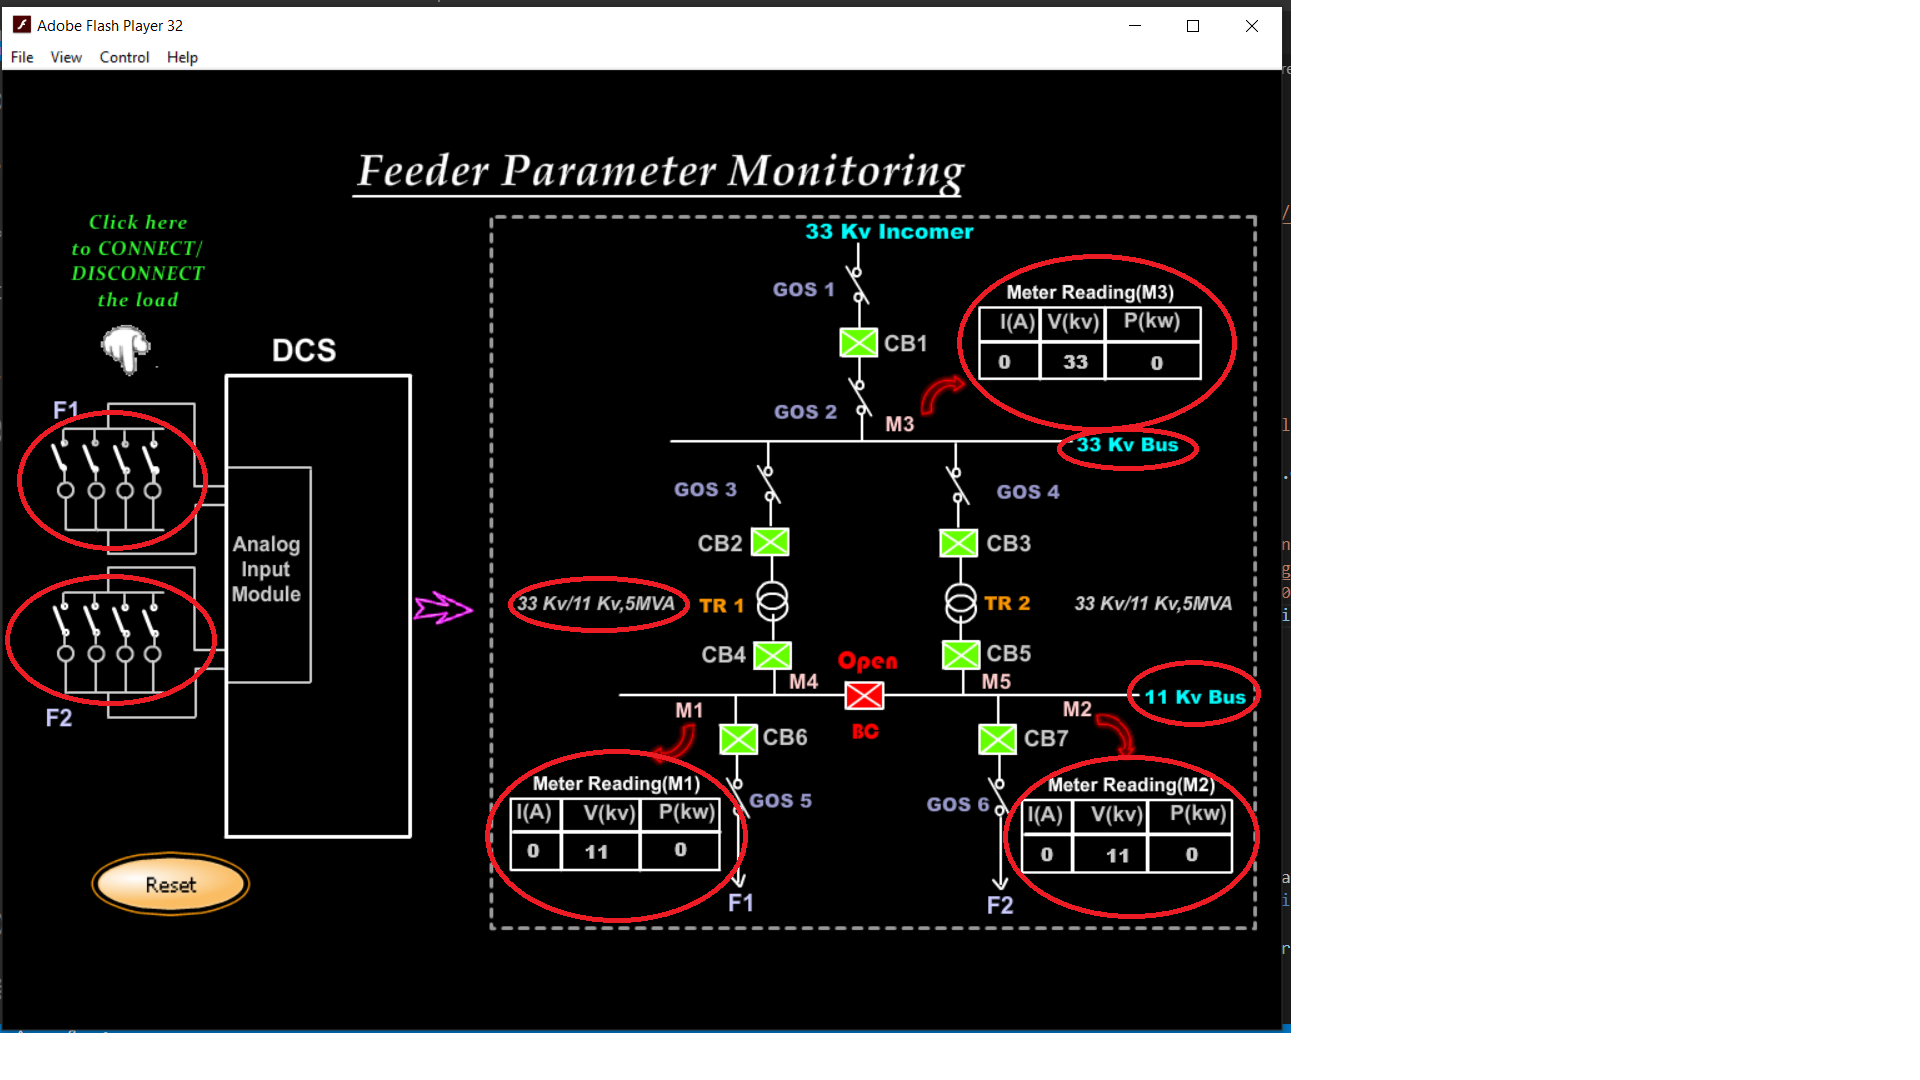 Adobe Flash Player 32
File View Control Help
Feeder Parameter Monitoring
Click here
to CONNECT/
DISCONNECT
the load
DCS
F1
Analog
Input
Module
F2
Reset
33 Kv Incomer
GOS 1
CB1
GOS 2
M3
Meter Reading(M3)
I(A) V(kv) P(kw)
0 33 0
33 Kv Bus
GOS 3
GOS 4
CB2
CB3
33 Kv/11 Kv,5MVA
TR 1
TR 2
33 Kv/11 Kv,5MVA
CB4
Open
CB5
M4
M5
11 Kv Bus
M1
BC
M2
CB6
CB7
Meter Reading(M1)
I(A) V(kv) P(kw)
0 11 0
GOS 5
GOS 6
Meter Reading(M2)
I(A) V(kv) P(kw)
0 11 0
F1
F2